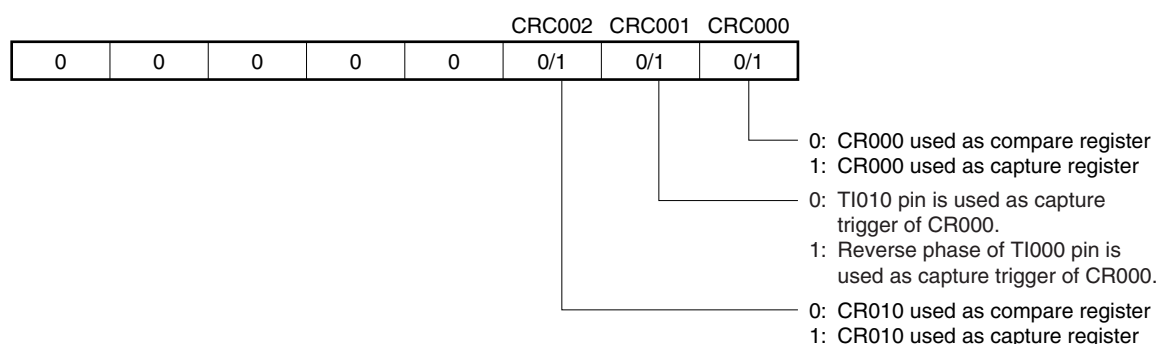 CRC002 CRC001 CRC000
0 0 0 0 0 0/1 0/1 0/1
0: CR000 used as compare register
1: CR000 used as capture register
0: TI010 pin is used as capture
trigger of CR000.
1: Reverse phase of TI000 pin is
used as capture trigger of CR000.
0: CR010 used as compare register
1: CR010 used as capture register